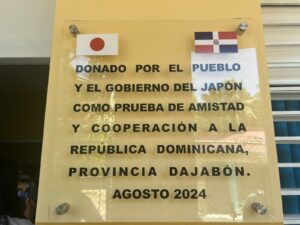 DONADO POR EL PUEBLO
Y EL GOBIERNO DEL JAPÓN
COMO PRUEBA DE AMISTAD
Y COOPERACIÓN A LA
REPÚBLICA DOMINICANA,
PROVINCIA DAJABÓN.
AGOSTO 2024